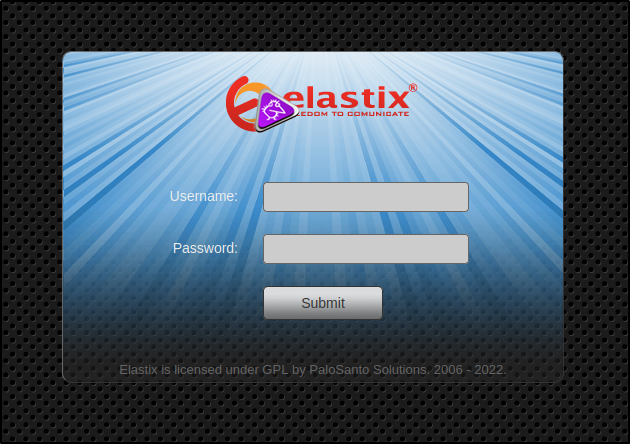 elastix®
EDOM TO COMUNICATE
Username:
Password:
Submit
Elastix is licensed under GPL by PaloSanto Solutions. 2006 - 2022.